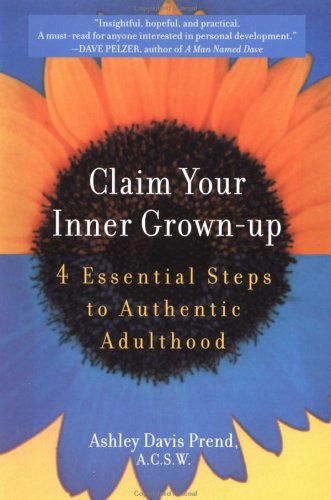 "Insightful, hopeful, and practical.
A must-read for anyone interested in personal development."
—DAVE PELZER, author of A Man Named Dave
Claim Your
Inner Grown-up
4 Essential Steps
to Authentic
Adulthood
Ashley Davis Prend,
A.C.S.W.